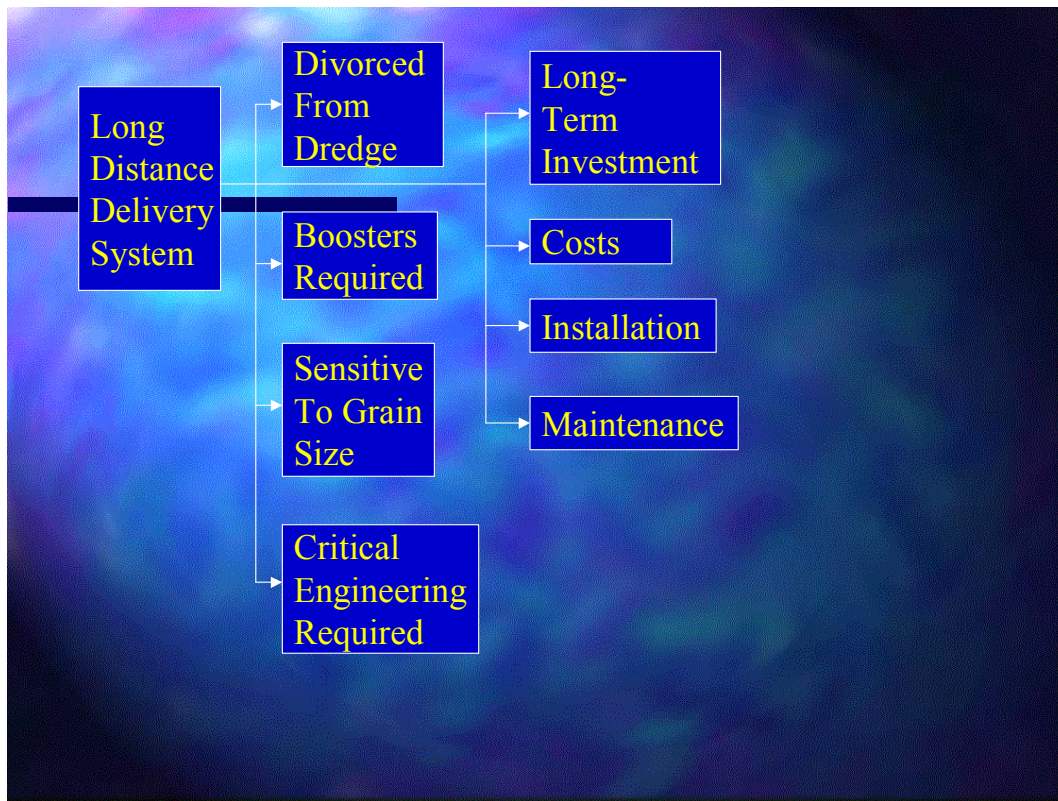 Long
Distance
Delivery
System
Divorced
From
Dredge
Boosters
Required
Sensitive
To Grain
Size
Critical
Engineering
Required
Long-
Term
Investment
Costs
Installation
Maintenance